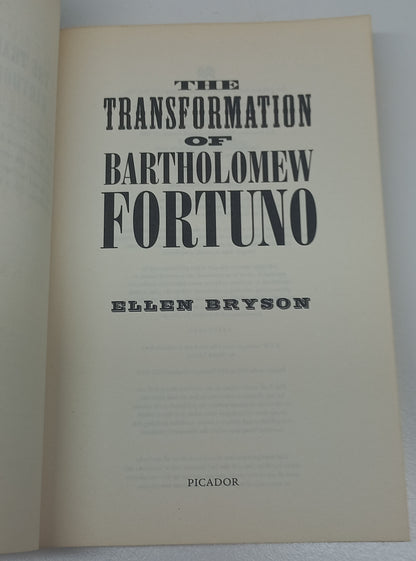 THE
TRANSFORMATION
OF
BARTHOLOMEW
FORTUNO
ELLEN BRYSON
PICADOR